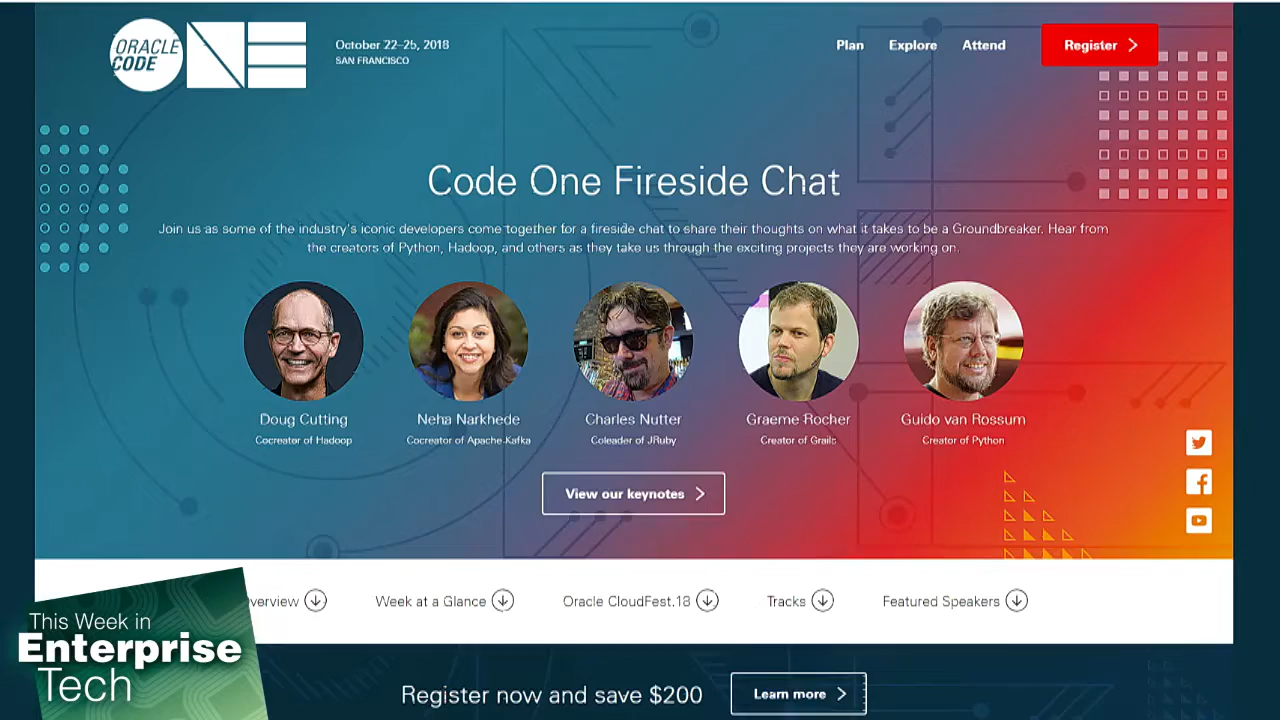 ORACLE
CODE
October 22–25, 2018
SAN FRANCISCO
Plan
Explore
Attend
Register
Code One Fireside Chat
Join us as some of the industry's iconic developers come together for a fireside chat to share their thoughts on what it takes to be a Groundbreaker. Hear from
the creators of Python, Hadoop, and others as they take us through the exciting projects they are working on.
Doug Cutting
Cocreator of Hadoop
Neha Narkhede
Cocreator of Apache Kafka
Charles Nutter
Coleader of JRuby
Graeme Rocher
Creator of Grails
Guido van Rossum
Creator of Python
View our keynotes
verview
Week at a Glance
Oracle CloudFest.18
Tracks
Featured Speakers
This Week in
Enterprise
Tech
Register now and save $200
Learn more